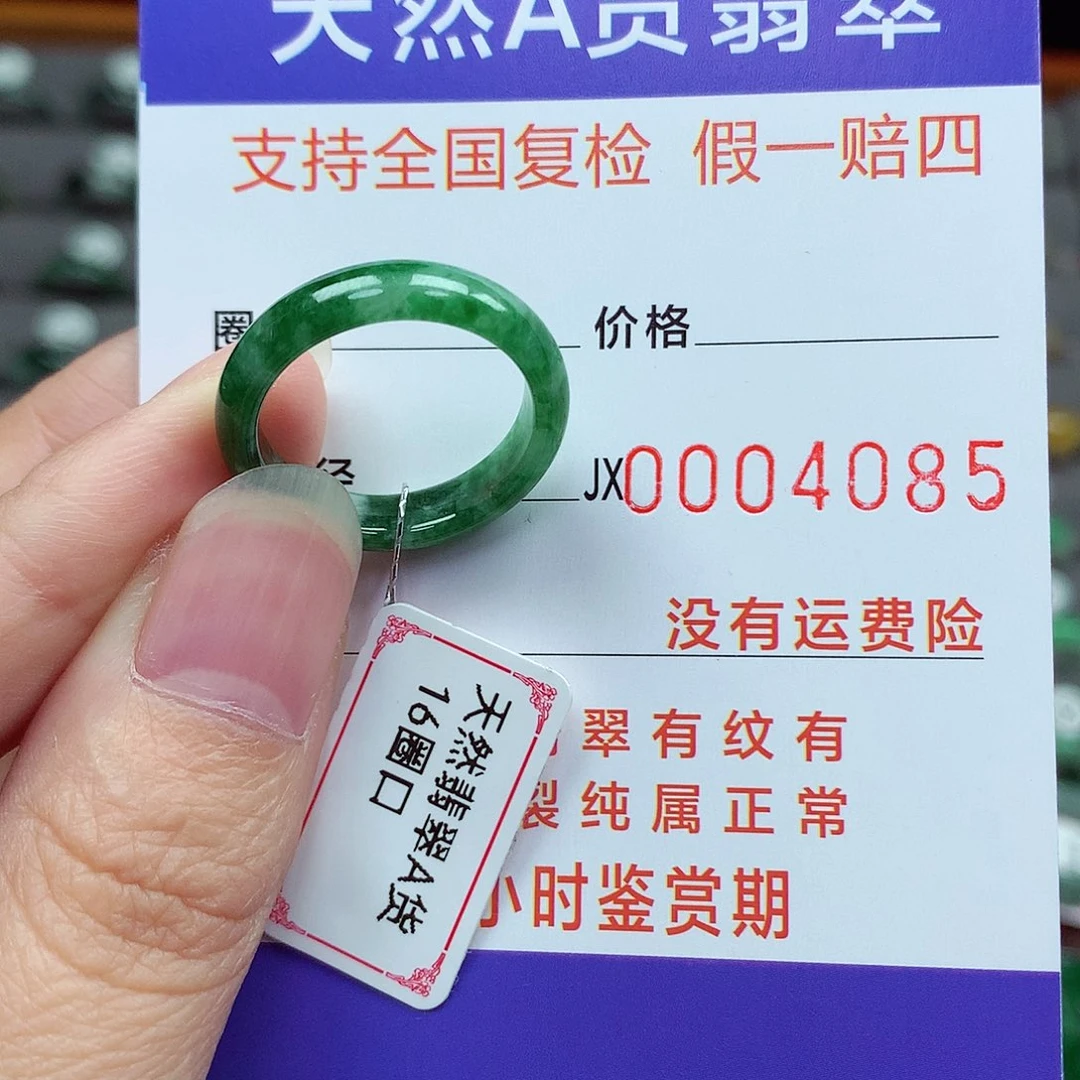 天然A货翡翠
支持全国复检 假一赔四
圈 价格
径 JX0004085
没有运费险
翠有纹有
裂纯属正常
小时鉴赏期
天然翡翠A货
16圈口